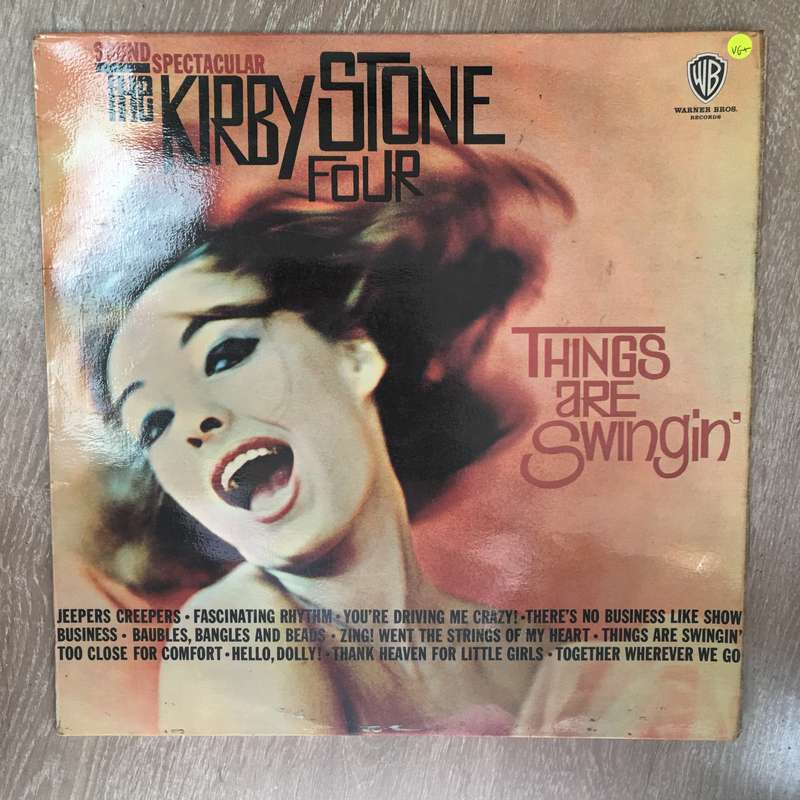 SOUND SPECTACULAR
THE KIRBY STONE
FOUR
VG+
WB
WARNER BROS.
RECORDS
THINGS
aRE
Swingin'
JEEPERS CREEPERS • FASCINATING RHYTHM • YOU'RE DRIVING ME CRAZY! • THERE'S NO BUSINESS LIKE SHOW
BUSINESS • BAUBLES, BANGLES AND BEADS • ZING! WENT THE STRINGS OF MY HEART • THINGS ARE SWINGIN'
TOO CLOSE FOR COMFORT • HELLO, DOLLY! • THANK HEAVEN FOR LITTLE GIRLS • TOGETHER WHEREVER WE GO